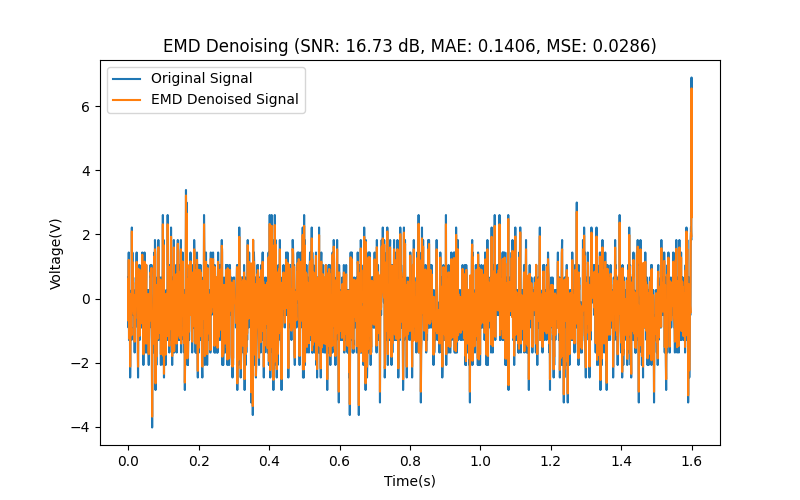 EMD Denoising (SNR: 16.73 dB, MAE: 0.1406, MSE: 0.0286)
Original Signal
EMD Denoised Signal
Voltage(V)
6
4
2
0
−2
−4
0.0 0.2 0.4 0.6 0.8 1.0 1.2 1.4 1.6
Time(s)